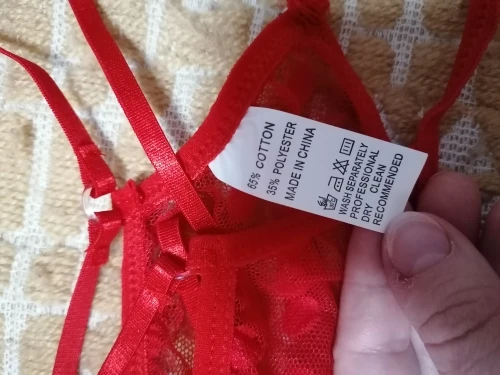 65% COTTON
35% POLYESTER
MADE IN CHINA
WASH SEPARATELY
PROFESSIONAL
DRY CLEAN
RECOMMENDED